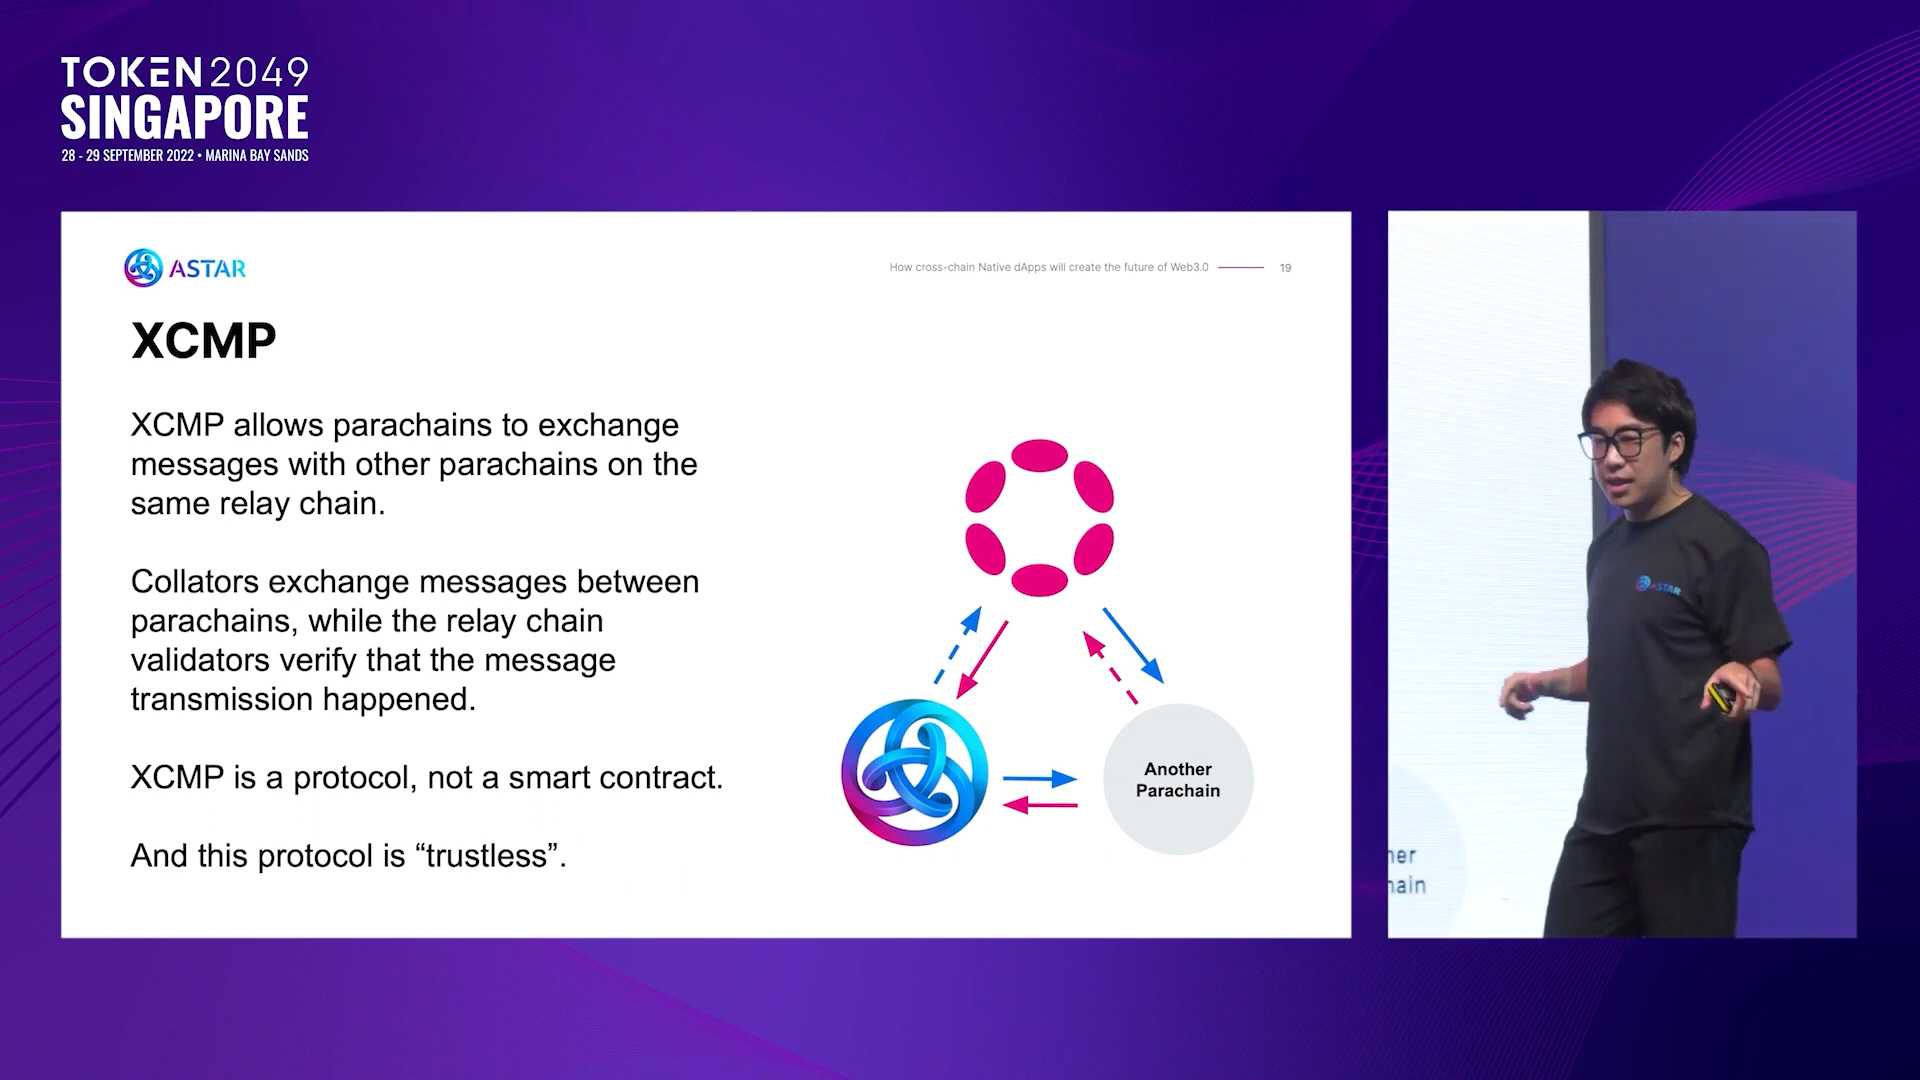 TOKEN2049
SINGAPORE
28 - 29 SEPTEMBER 2022 • MARINA BAY SANDS
ASTAR
How cross-chain Native dApps will create the future of Web3.0
19
XCMP
XCMP allows parachains to exchange
messages with other parachains on the
same relay chain.
Collators exchange messages between
parachains, while the relay chain
validators verify that the message
transmission happened.
XCMP is a protocol, not a smart contract.
And this protocol is “trustless”.
Another
Parachain
ASTAR
her
hain